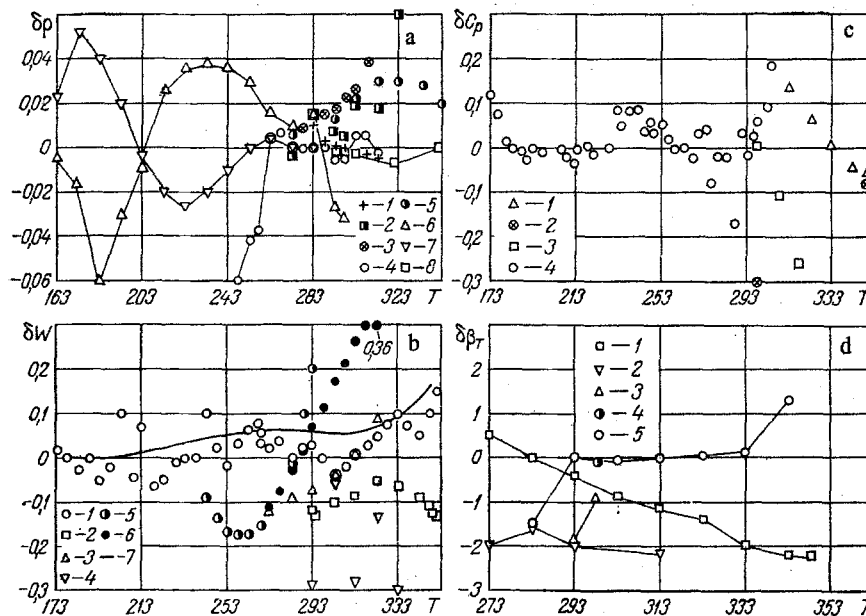 δρ a
0,04
0,02
0
−0,02
−0,04
−0,06
163 203 243 283 323 T
+ −1 ◑ −5
−2 △ −6
⊗ −3 ▽ −7
○ −4 □ −8
δCp c
0,2
0,1
0
−0,1
−0,2
−0,3
173 213 253 293 333 T
△ −1
⊗ −2
□ −3
○ −4
δW b
0,2
0,1
0
−0,1
−0,2
−0,3
173 213 253 293 333 T
0,36
○ −1 ◑ −5
□ −2 ● −6
△ −3 — −7
▽ −4
δβT d
2
1
0
−1
−2
−3
273 293 313 333 353 T
□ — 1
▽ — 2
△ — 3
◑ — 4
○ — 5